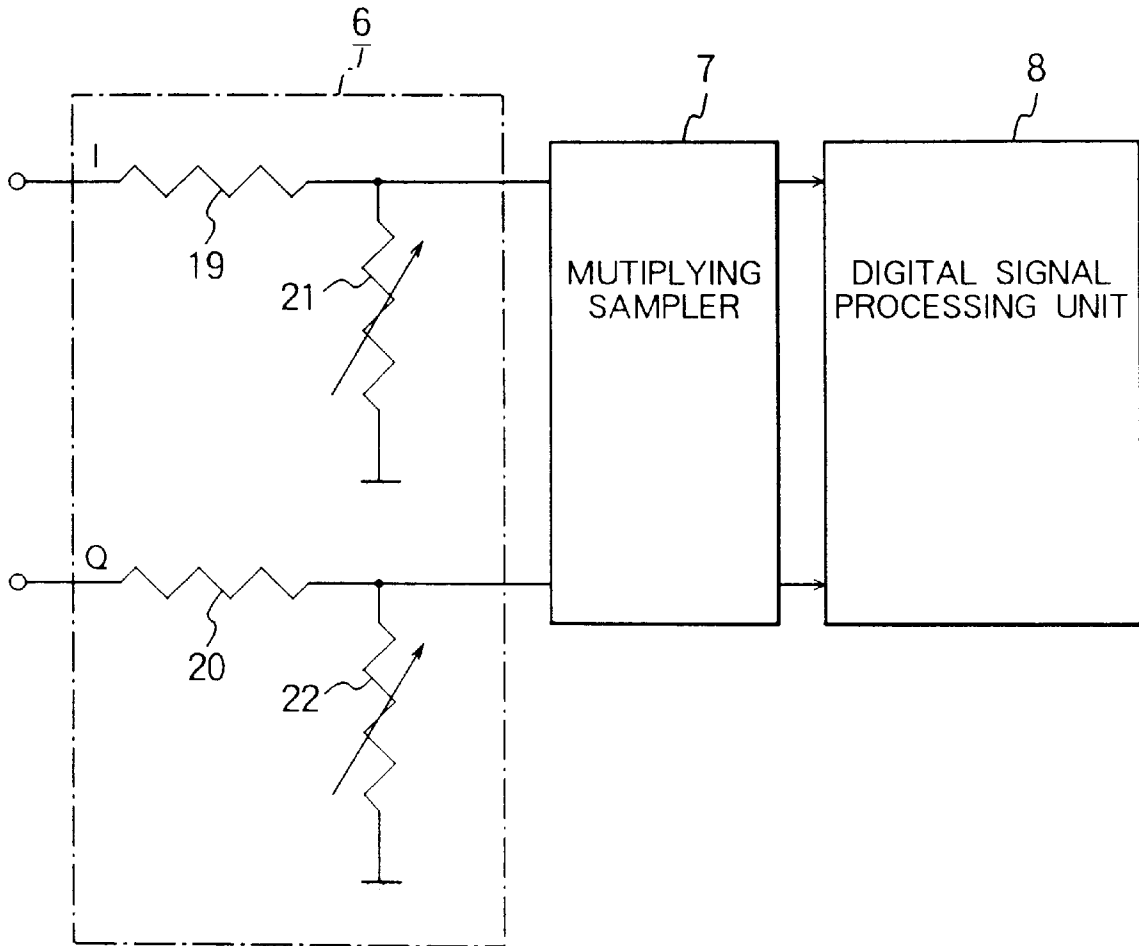 6
7
8
I
19
21
MUTIPLYING
SAMPLER
DIGITAL SIGNAL
PROCESSING UNIT
Q
20
22